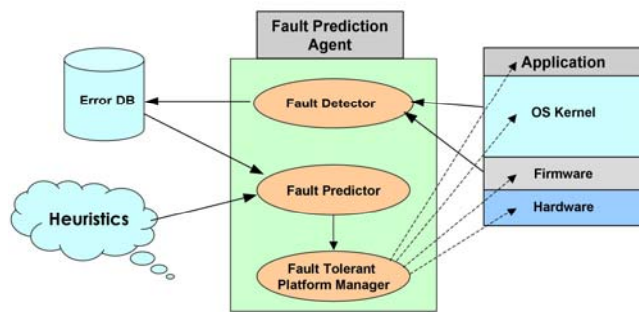 Fault Prediction
Agent
Error DB
Fault Detector
Application
OS Kernel
Fault Predictor
Firmware
Heuristics
Hardware
Fault Tolerant
Platform Manager